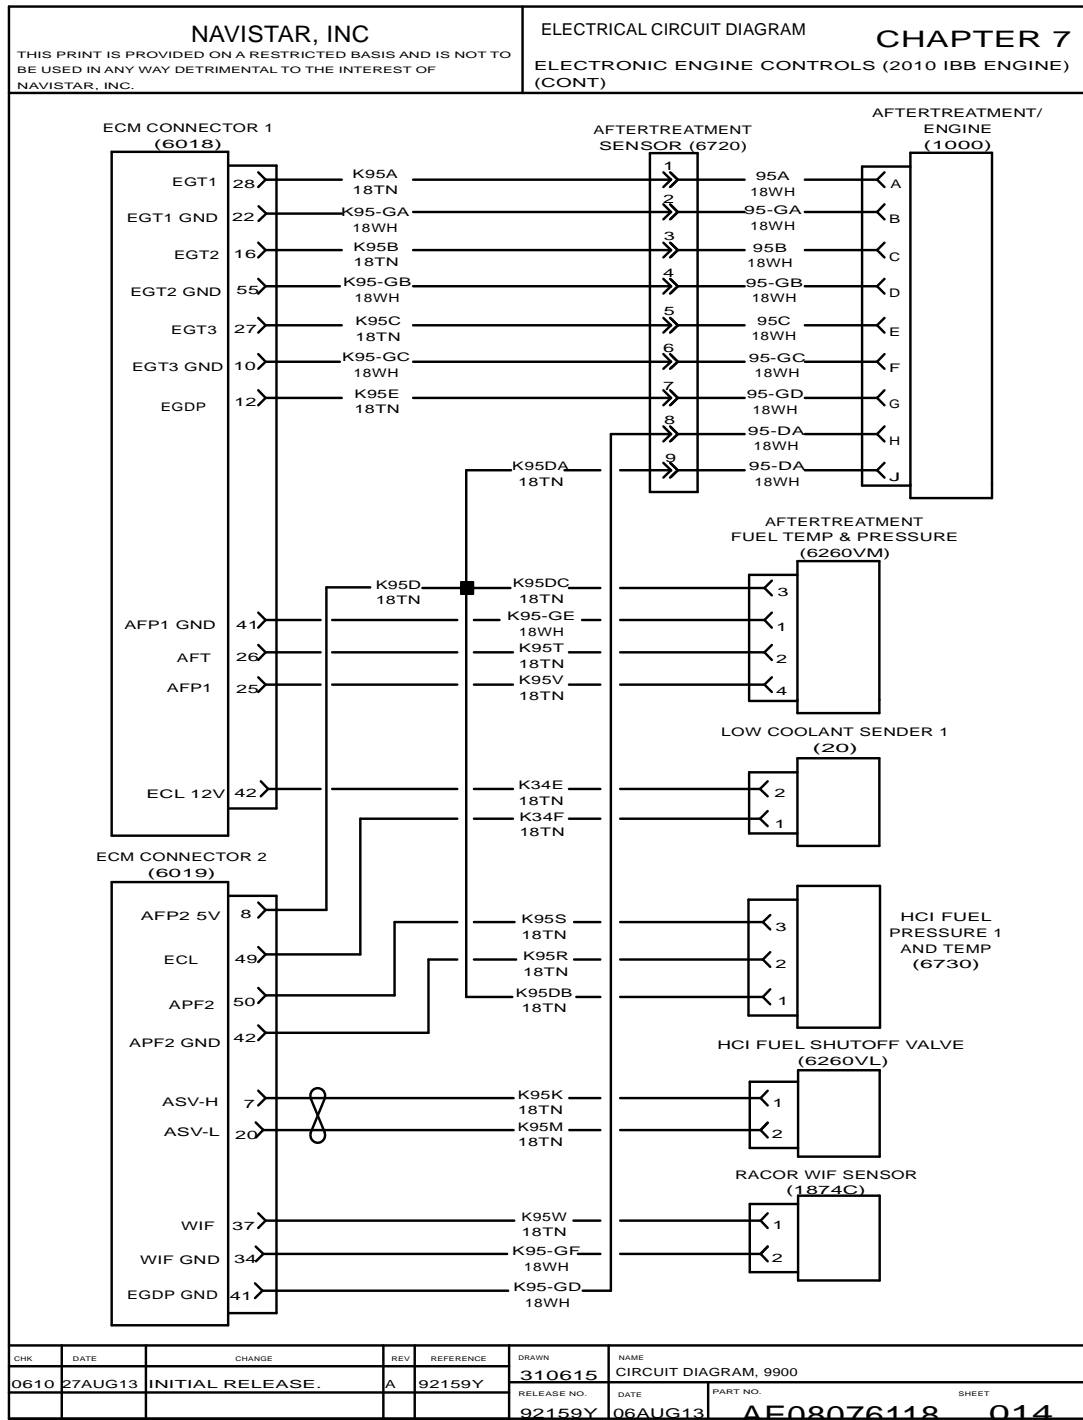 NAVISTAR, INC
THIS PRINT IS PROVIDED ON A RESTRICTED BASIS AND IS NOT TO
BE USED IN ANY WAY DETRIMENTAL TO THE INTEREST OF
NAVISTAR, INC.
ELECTRICAL CIRCUIT DIAGRAM
CHAPTER 7
ELECTRONIC ENGINE CONTROLS (2010 IBB ENGINE)
(CONT)
ECM CONNECTOR 1
(6018)
AFTERTREATMENT
SENSOR (6720)
AFTERTREATMENT/
ENGINE
(1000)
EGT1 28 K95A 18TN 1 95A 18WH A
EGT1 GND 22 K95-GA 18WH 2 95-GA 18WH B
EGT2 16 K95B 18TN 3 95B 18WH C
EGT2 GND 55 K95-GB 18WH 4 95-GB 18WH D
EGT3 27 K95C 18TN 5 95C 18WH E
EGT3 GND 10 K95-GC 18WH 6 95-GC 18WH F
EGDP 12 K95E 18TN 7 95-GD 18WH G
8 95-DA 18WH H
K95DA 18TN 9 95-DA 18WH J
AFTERTREATMENT
FUEL TEMP & PRESSURE
(6260VM)
K95D 18TN K95DC 18TN 3
AFP1 GND 41 K95-GE 18WH 1
AFT 26 K95T 18TN 2
AFP1 25 K95V 18TN 4
LOW COOLANT SENDER 1
(20)
ECL 12V 42 K34E 18TN 2
K34F 18TN 1
ECM CONNECTOR 2
(6019)
AFP2 5V 8
ECL 49
APF2 50
APF2 GND 42
K95S 18TN 3
K95R 18TN 2
K95DB 18TN 1
HCI FUEL
PRESSURE 1
AND TEMP
(6730)
HCI FUEL SHUTOFF VALVE
(6260VL)
ASV-H 7 K95K 18TN 1
ASV-L 20 K95M 18TN 2
RACOR WIF SENSOR
(1874C)
WIF 37 K95W 18TN 1
WIF GND 34 K95-GF 18WH 2
EGDP GND 41 K95-GD 18WH
CHK DATE CHANGE REV REFERENCE
0610 27AUG13 INITIAL RELEASE. A 92159Y
DRAWN
310615
NAME
CIRCUIT DIAGRAM, 9900
RELEASE NO.
92159Y
DATE
06AUG13
PART NO.
AE08076118
SHEET
014